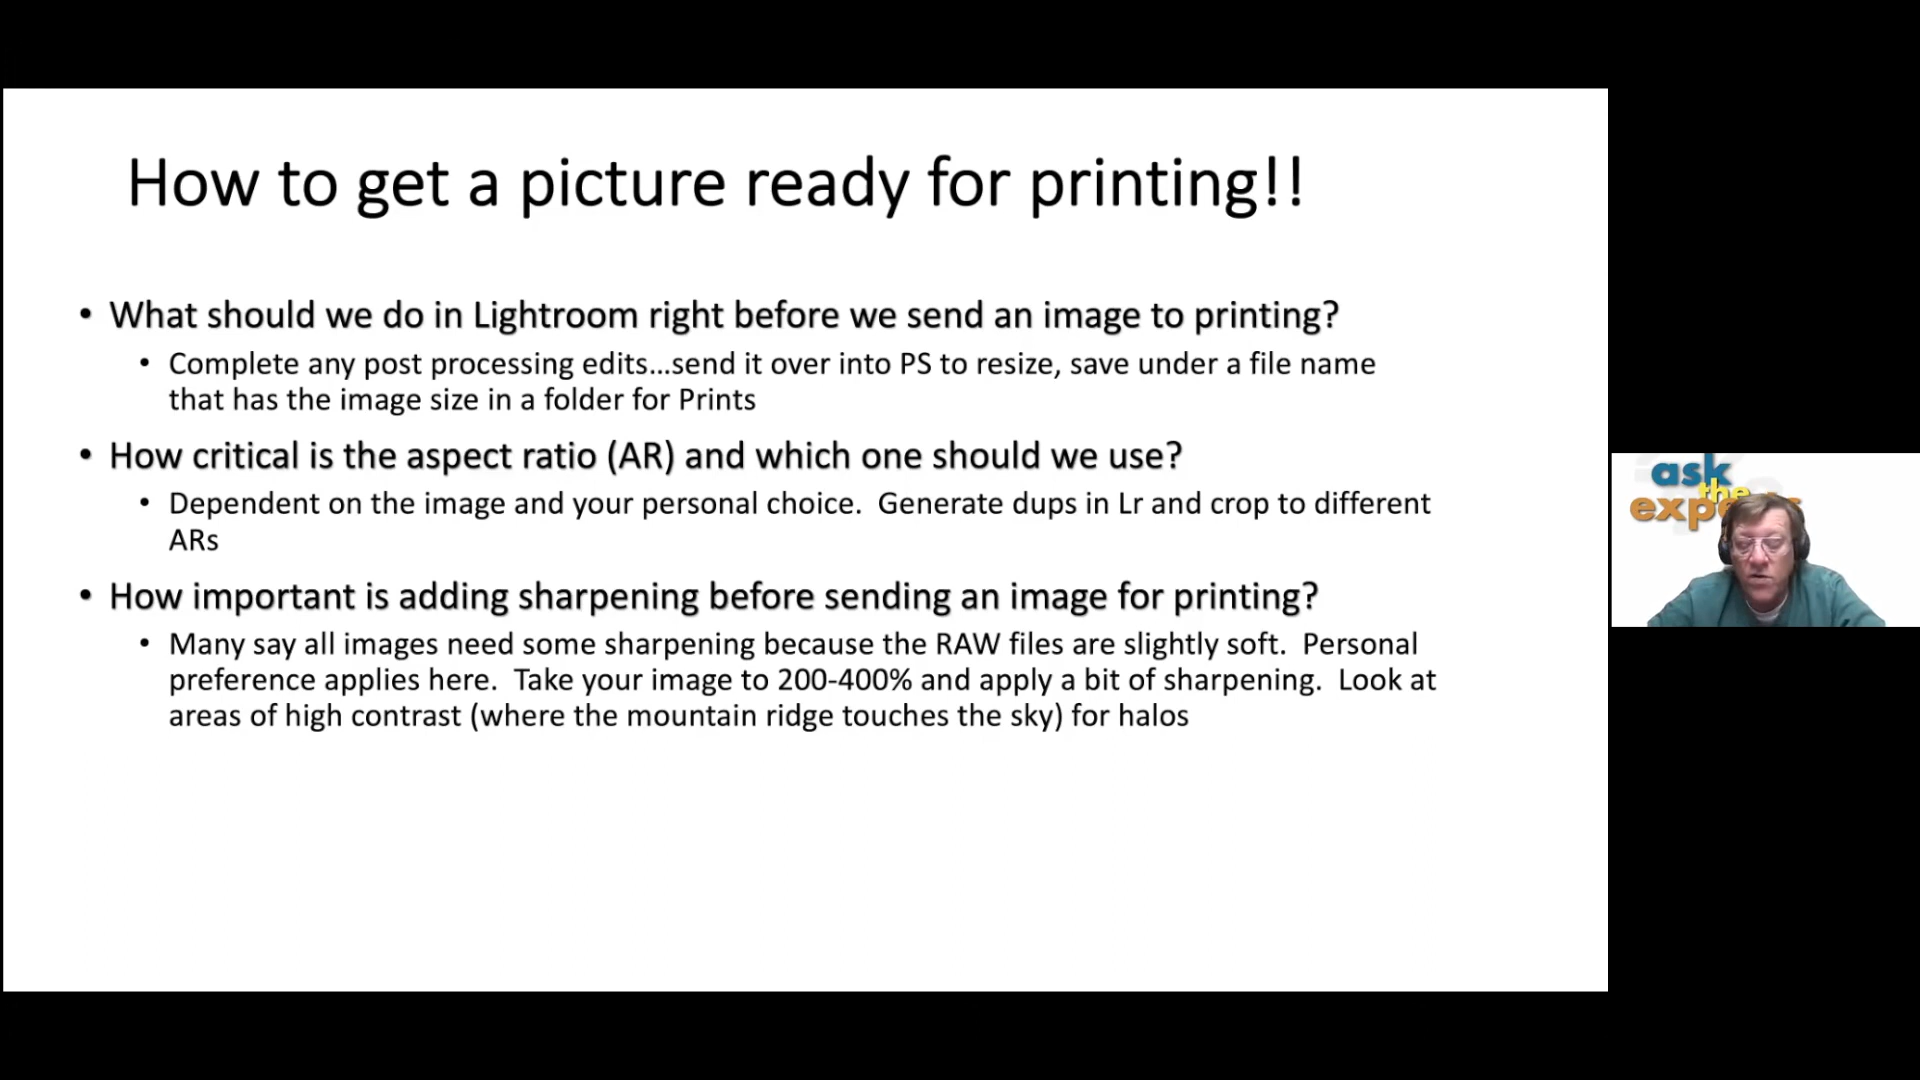 How to get a picture ready for printing!!
• What should we do in Lightroom right before we send an image to printing?
• Complete any post processing edits...send it over into PS to resize, save under a file name
that has the image size in a folder for Prints
• How critical is the aspect ratio (AR) and which one should we use?
• Dependent on the image and your personal choice.  Generate dups in Lr and crop to different
ARs
• How important is adding sharpening before sending an image for printing?
• Many say all images need some sharpening because the RAW files are slightly soft.  Personal
preference applies here.  Take your image to 200-400% and apply a bit of sharpening.  Look at
areas of high contrast (where the mountain ridge touches the sky) for halos
ask
the